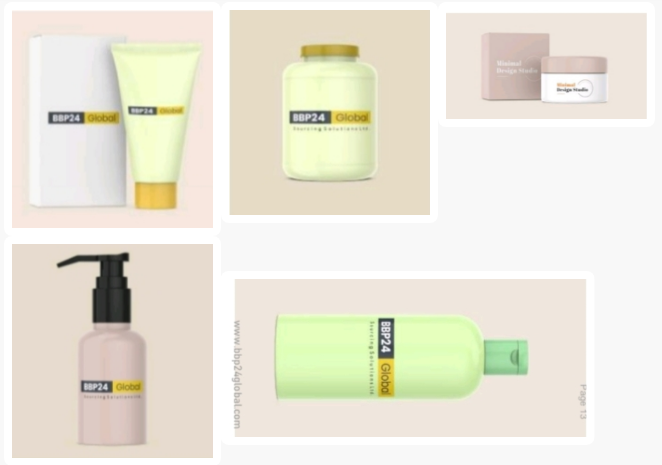 BBP24 Global
BBP24 Global
BBP24 Global
Sourcing Solutions Ltd
Minimal
Design Studio
Minimal
Design Studio
BBP24 Global
Sourcing Solutions Ltd
www.bbp24global.com
BBP24 Global
Sourcing Solutions Ltd
Page 13